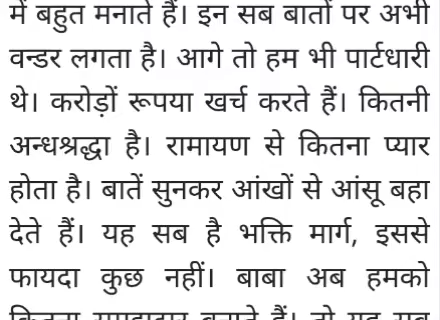 में बहुत मनाते हैं। इन सब बातों पर अभी
वन्डर लगता है। आगे तो हम भी पार्टधारी
थे। करोड़ों रूपया खर्च करते हैं। कितनी
अन्धश्रद्धा है। रामायण से कितना प्यार
होता है। बातें सुनकर आंखों से आंसू बहा
देते हैं। यह सब है भक्ति मार्ग, इससे
फायदा कुछ नहीं। बाबा अब हमको